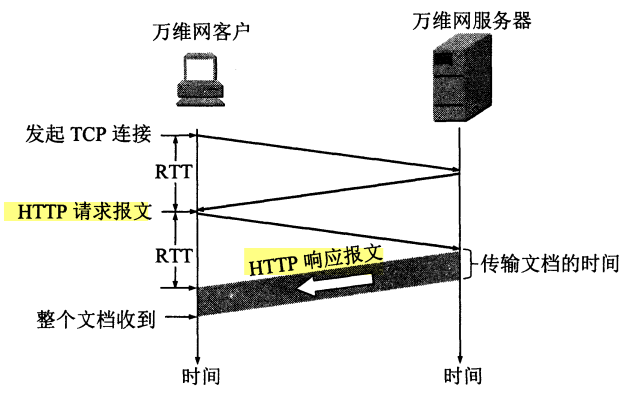 万维网客户
万维网服务器
发起 TCP 连接
RTT
HTTP 请求报文
RTT
HTTP 响应报文
传输文档的时间
整个文档收到
时间
时间